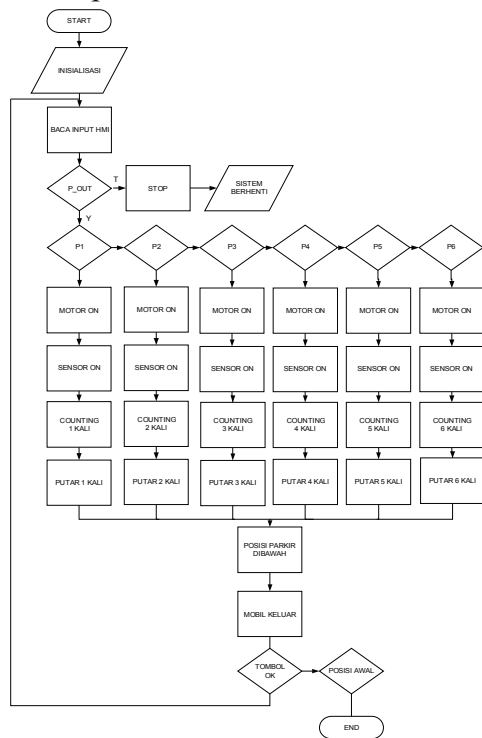 START
INISIALISASI
BACA INPUT HMI
P_OUT
T
STOP
SISTEM
BERHENTI
Y
P1
P2
P3
P4
P5
P6
MOTOR ON
MOTOR ON
MOTOR ON
MOTOR ON
MOTOR ON
MOTOR ON
SENSOR ON
SENSOR ON
SENSOR ON
SENSOR ON
SENSOR ON
SENSOR ON
COUNTING
1 KALI
COUNTING
2 KALI
COUNTING
3 KALI
COUNTING
4 KALI
COUNTING
5 KALI
COUNTING
6 KALI
PUTAR 1 KALI
PUTAR 2 KALI
PUTAR 3 KALI
PUTAR 4 KALI
PUTAR 5 KALI
PUTAR 6 KALI
POSISI PARKIR
DIBAWAH
MOBIL KELUAR
TOMBOL
OK
POSISI AWAL
END